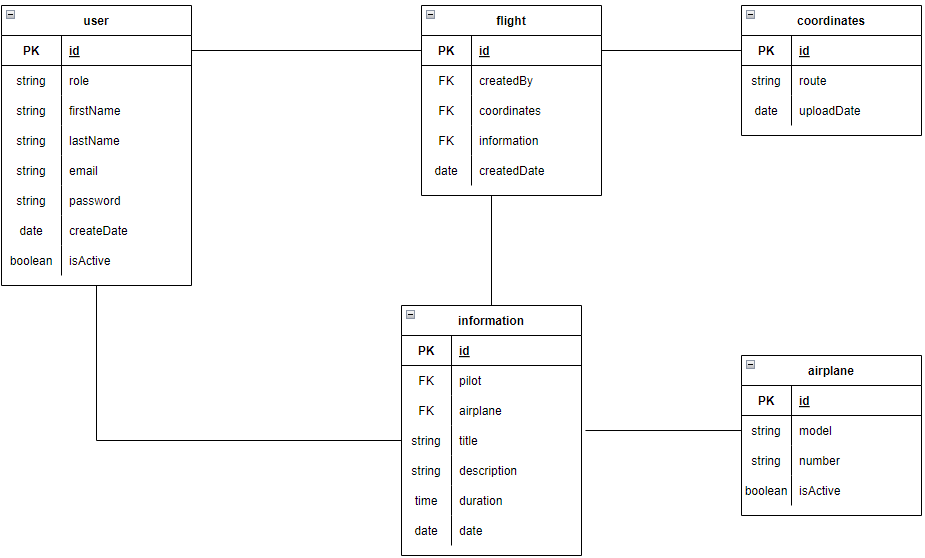 user
PK id
string role
string firstName
string lastName
string email
string password
date createDate
boolean isActive
flight
PK id
FK createdBy
FK coordinates
FK information
date createdDate
coordinates
PK id
string route
date uploadDate
information
PK id
FK pilot
FK airplane
string title
string description
time duration
date date
airplane
PK id
string model
string number
boolean isActive